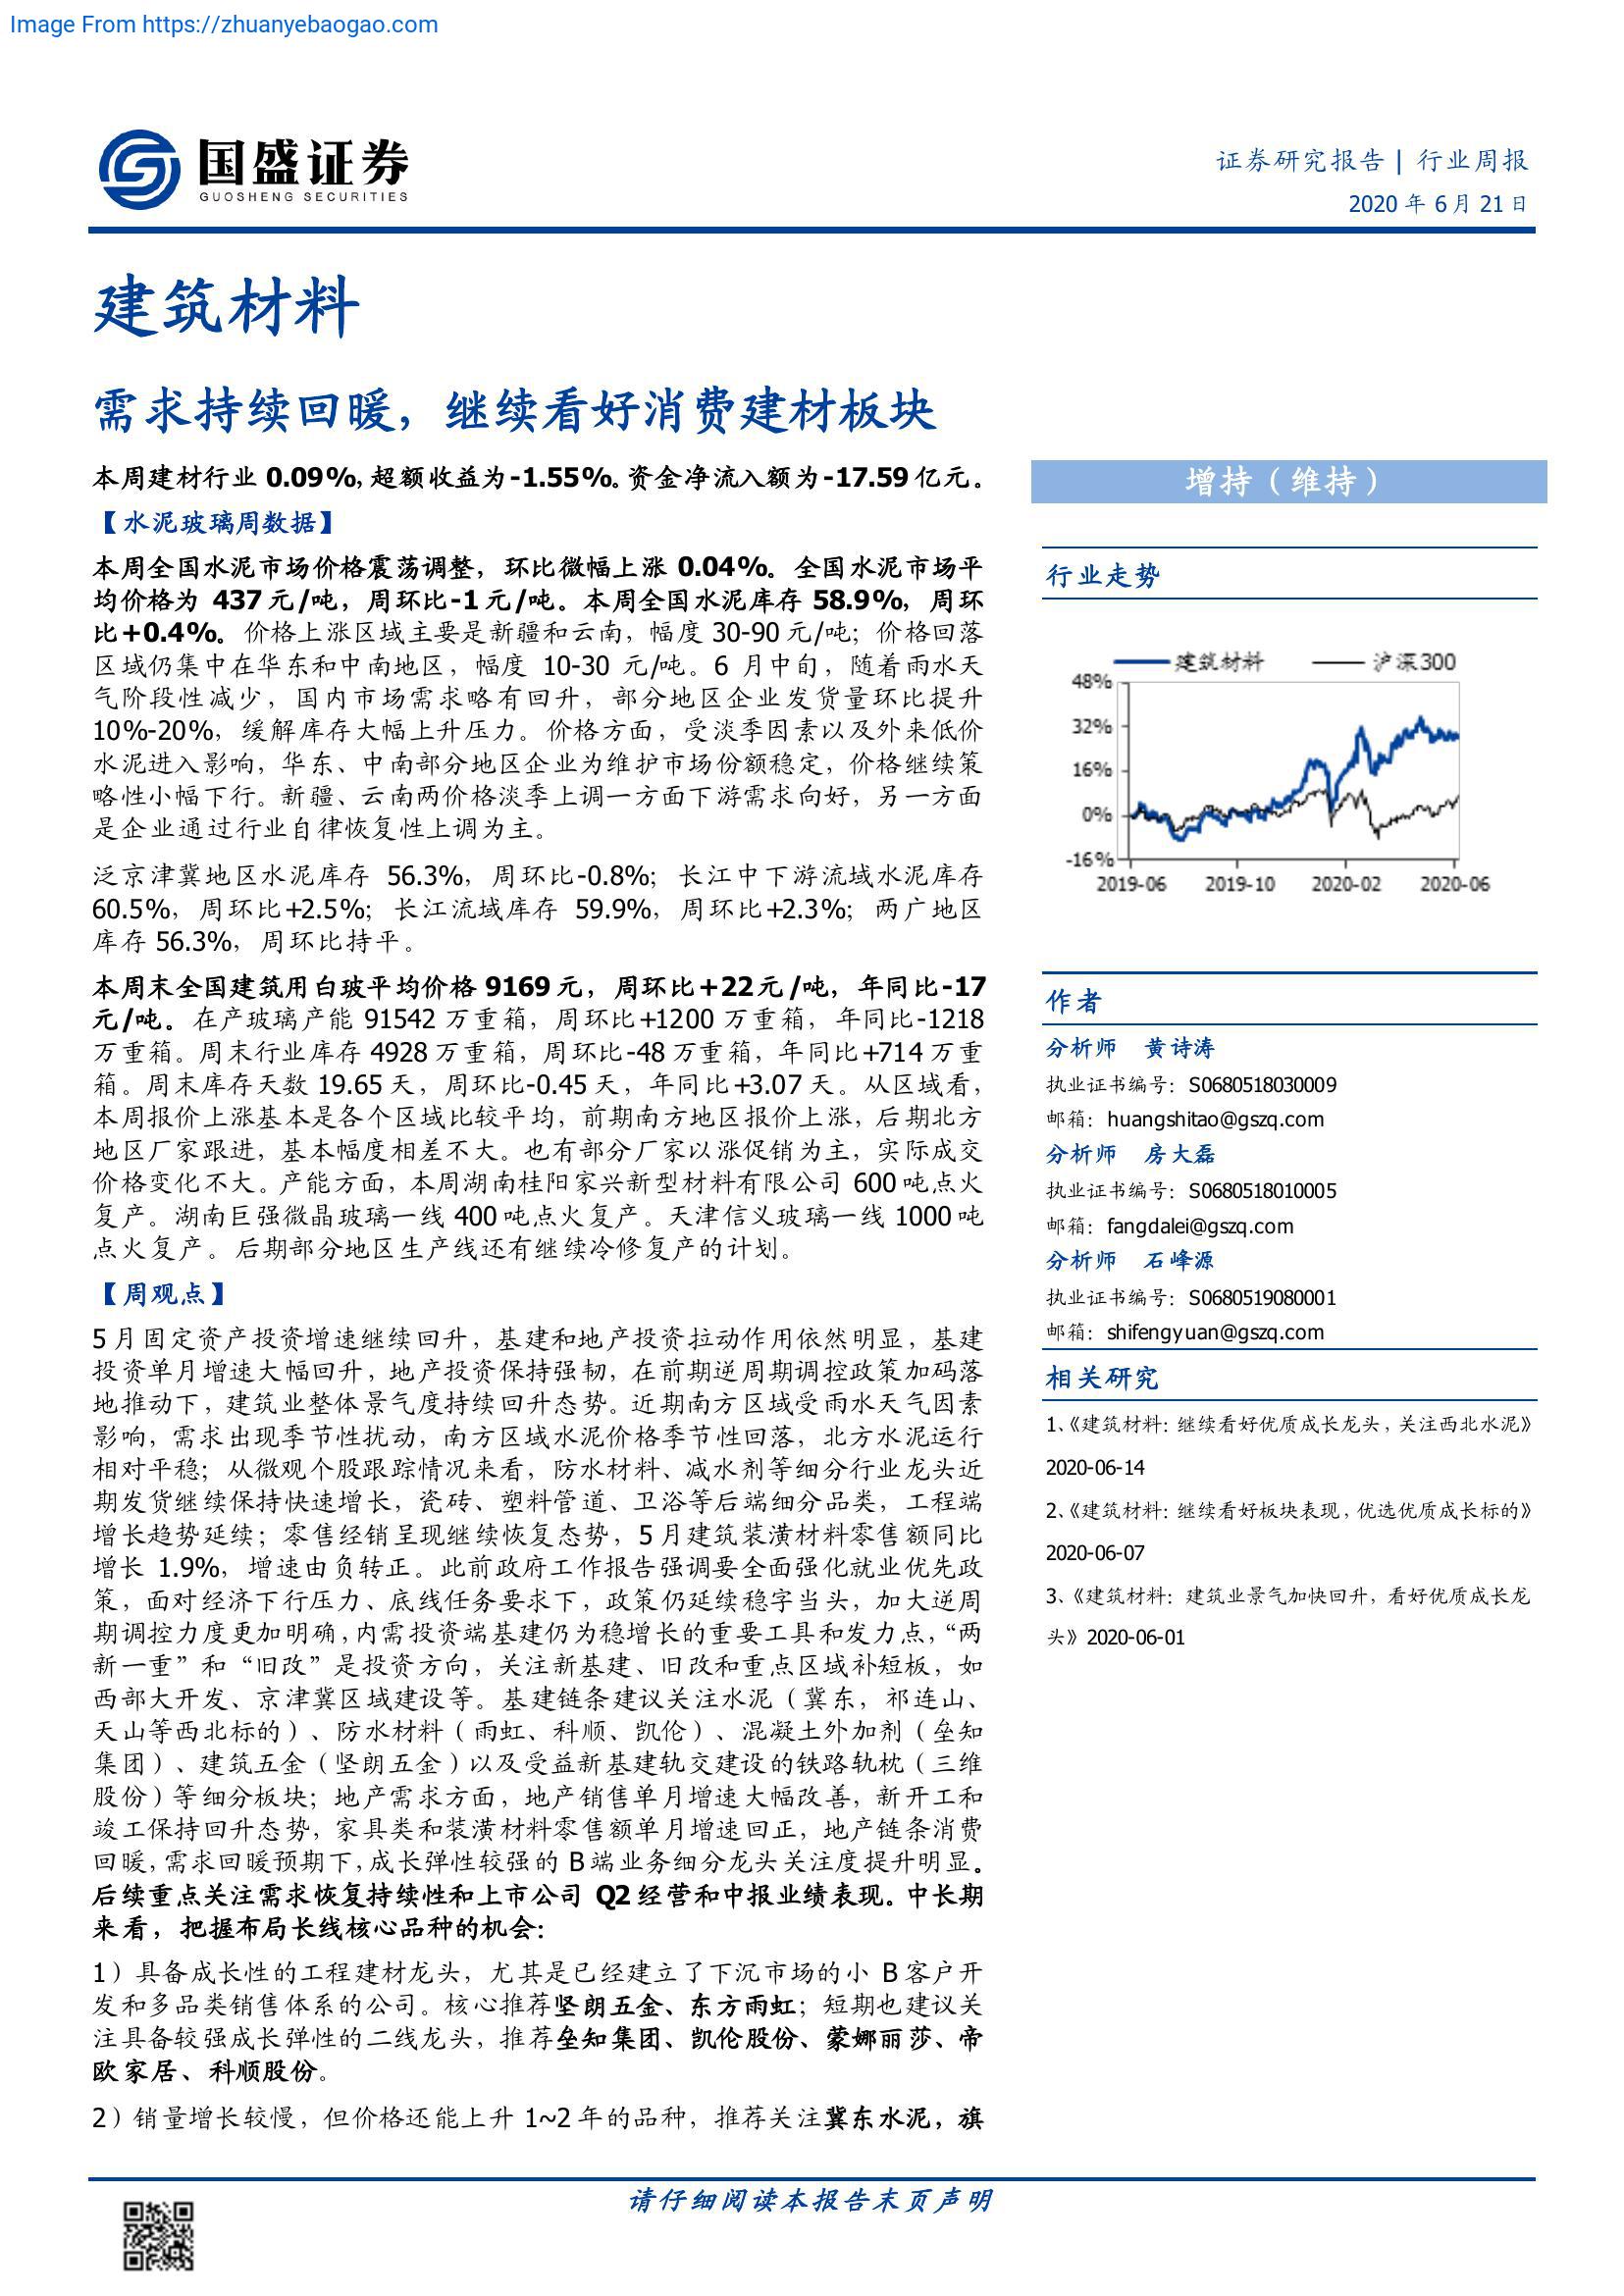 Image From https://zhuanyebaogao.com
国盛证券
GUOSHENG SECURITIES
证券研究报告 | 行业周报
2020 年 6 月 21 日
建筑材料
需求持续回暖，继续看好消费建材板块
本周建材行业 0.09%, 超额收益为-1.55%。资金净流入额为-17.59 亿元。
【水泥玻璃周数据】
本周全国水泥市场价格震荡调整，环比微幅上涨 0.04%。全国水泥市场平
均价格为 437 元/吨，周环比-1 元/吨。本周全国水泥库存 58.9%，周环
比+0.4%。价格上涨区域主要是新疆和云南，幅度 30-90 元/吨；价格回落
区域仍集中在华东和中南地区，幅度 10-30 元/吨。6 月中旬，随着雨水天
气阶段性减少，国内市场需求略有回升，部分地区企业发货量环比提升
10%-20%，缓解库存大幅上升压力。价格方面，受淡季因素以及外来低价
水泥进入影响，华东、中南部分地区企业为维护市场份额稳定，价格继续策
略性小幅下行。新疆、云南两价格淡季上调一方面下游需求向好，另一方面
是企业通过行业自律恢复性上调为主。
泛京津冀地区水泥库存 56.3%，周环比-0.8%；长江中下游流域水泥库存
60.5%，周环比+2.5%；长江流域库存 59.9%，周环比+2.3%；两广地区
库存 56.3%，周环比持平。
本周末全国建筑用白玻平均价格 9169 元，周环比+22元/吨，年同比-17
元/吨。在产玻璃产能 91542 万重箱，周环比+1200 万重箱，年同比-1218
万重箱。周末行业库存 4928 万重箱，周环比-48 万重箱，年同比+714 万重
箱。周末库存天数 19.65 天，周环比-0.45 天，年同比+3.07 天。从区域看，
本周报价上涨基本是各个区域比较平均，前期南方地区报价上涨，后期北方
地区厂家跟进，基本幅度相差不大。也有部分厂家以涨促销为主，实际成交
价格变化不大。产能方面，本周湖南桂阳家兴新型材料有限公司 600 吨点火
复产。湖南巨强微晶玻璃一线 400 吨点火复产。天津信义玻璃一线 1000 吨
点火复产。后期部分地区生产线还有继续冷修复产的计划。
【周观点】
5 月固定资产投资增速继续回升，基建和地产投资拉动作用依然明显，基建
投资单月增速大幅回升，地产投资保持强韧，在前期逆周期调控政策加码落
地推动下，建筑业整体景气度持续回升态势。近期南方区域受雨水天气因素
影响，需求出现季节性扰动，南方区域水泥价格季节性回落，北方水泥运行
相对平稳；从微观个股跟踪情况来看，防水材料、减水剂等细分行业龙头近
期发货继续保持快速增长，瓷砖、塑料管道、卫浴等后端细分品类，工程端
增长趋势延续；零售经销呈现继续恢复态势，5 月建筑装潢材料零售额同比
增长 1.9%，增速由负转正。此前政府工作报告强调要全面强化就业优先政
策，面对经济下行压力、底线任务要求下，政策仍延续稳字当头，加大逆周
期调控力度更加明确，内需投资端基建仍为稳增长的重要工具和发力点，“两
新一重”和“旧改”是投资方向，关注新基建、旧改和重点区域补短板，如
西部大开发、京津冀区域建设等。基建链条建议关注水泥（冀东，祁连山、
天山等西北标的）、防水材料（雨虹、科顺、凯伦）、混凝土外加剂（垒知
集团）、建筑五金（坚朗五金）以及受益新基建轨交建设的铁路轨枕（三维
股份）等细分板块；地产需求方面，地产销售单月增速大幅改善，新开工和
竣工保持回升态势，家具类和装潢材料零售额单月增速回正，地产链条消费
回暖，需求回暖预期下，成长弹性较强的 B 端业务细分龙头关注度提升明显。
后续重点关注需求恢复持续性和上市公司 Q2 经营和中报业绩表现。中长期
来看，把握布局长线核心品种的机会：
1）具备成长性的工程建材龙头，尤其是已经建立了下沉市场的小 B 客户开
发和多品类销售体系的公司。核心推荐坚朗五金、东方雨虹；短期也建议关
注具备较强成长弹性的二线龙头，推荐垒知集团、凯伦股份、蒙娜丽莎、帝
欧家居、科顺股份。
2）销量增长较慢，但价格还能上升 1~2 年的品种，推荐关注冀东水泥，旗
增持（维持）
行业走势
建筑材料 沪深300
48%
32%
16%
0%
-16%
2019-06 2019-10 2020-02 2020-06
作者
分析师 黄诗涛
执业证书编号：S0680518030009
邮箱：huangshitao@gszq.com
分析师 房大磊
执业证书编号：S0680518010005
邮箱：fangdalei@gszq.com
分析师 石峰源
执业证书编号：S0680519080001
邮箱：shifengyuan@gszq.com
相关研究
1、《建筑材料：继续看好优质成长龙头，关注西北水泥》
2020-06-14
2、《建筑材料：继续看好板块表现，优选优质成长标的》
2020-06-07
3、《建筑材料：建筑业景气加快回升，看好优质成长龙
头》2020-06-01
请仔细阅读本报告末页声明